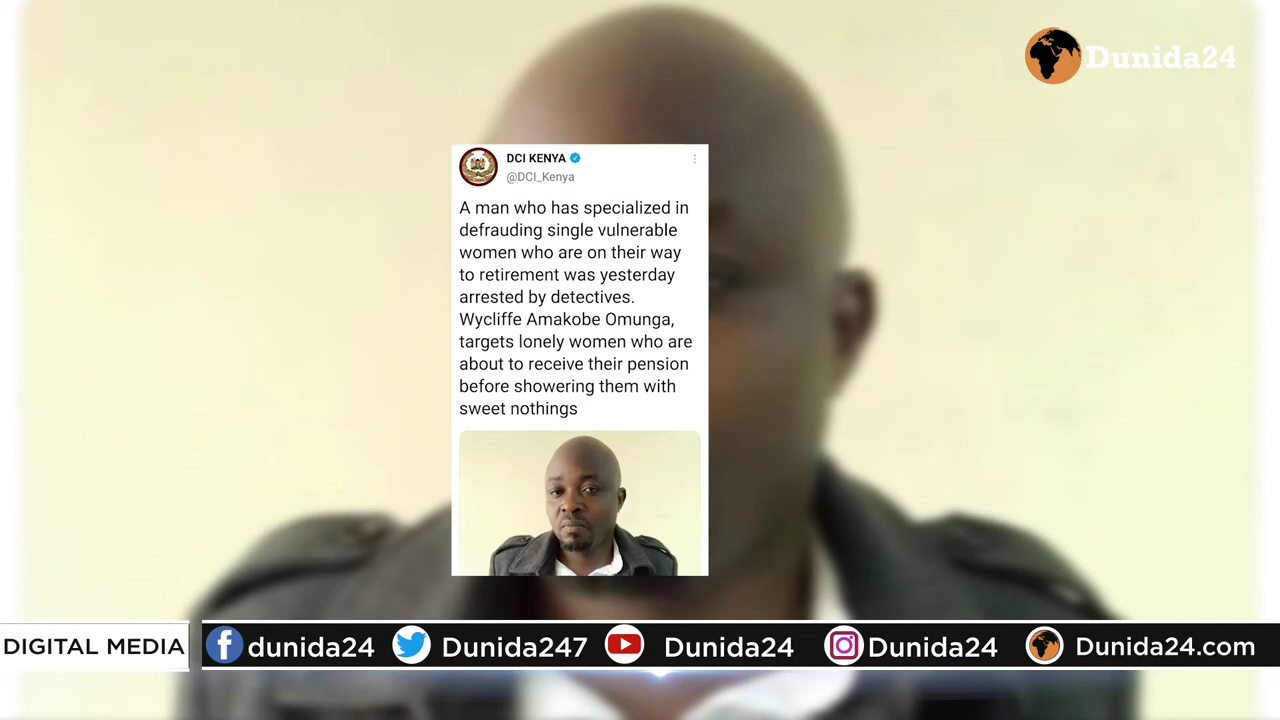 Dunida24
DCI KENYA
@DCI_Kenya
A man who has specialized in
defrauding single vulnerable
women who are on their way
to retirement was yesterday
arrested by detectives.
Wycliffe Amakobe Omunga,
targets lonely women who are
about to receive their pension
before showering them with
sweet nothings
DIGITAL MEDIA
dunida24
Dunida247
Dunida24
Dunida24
Dunida24.com